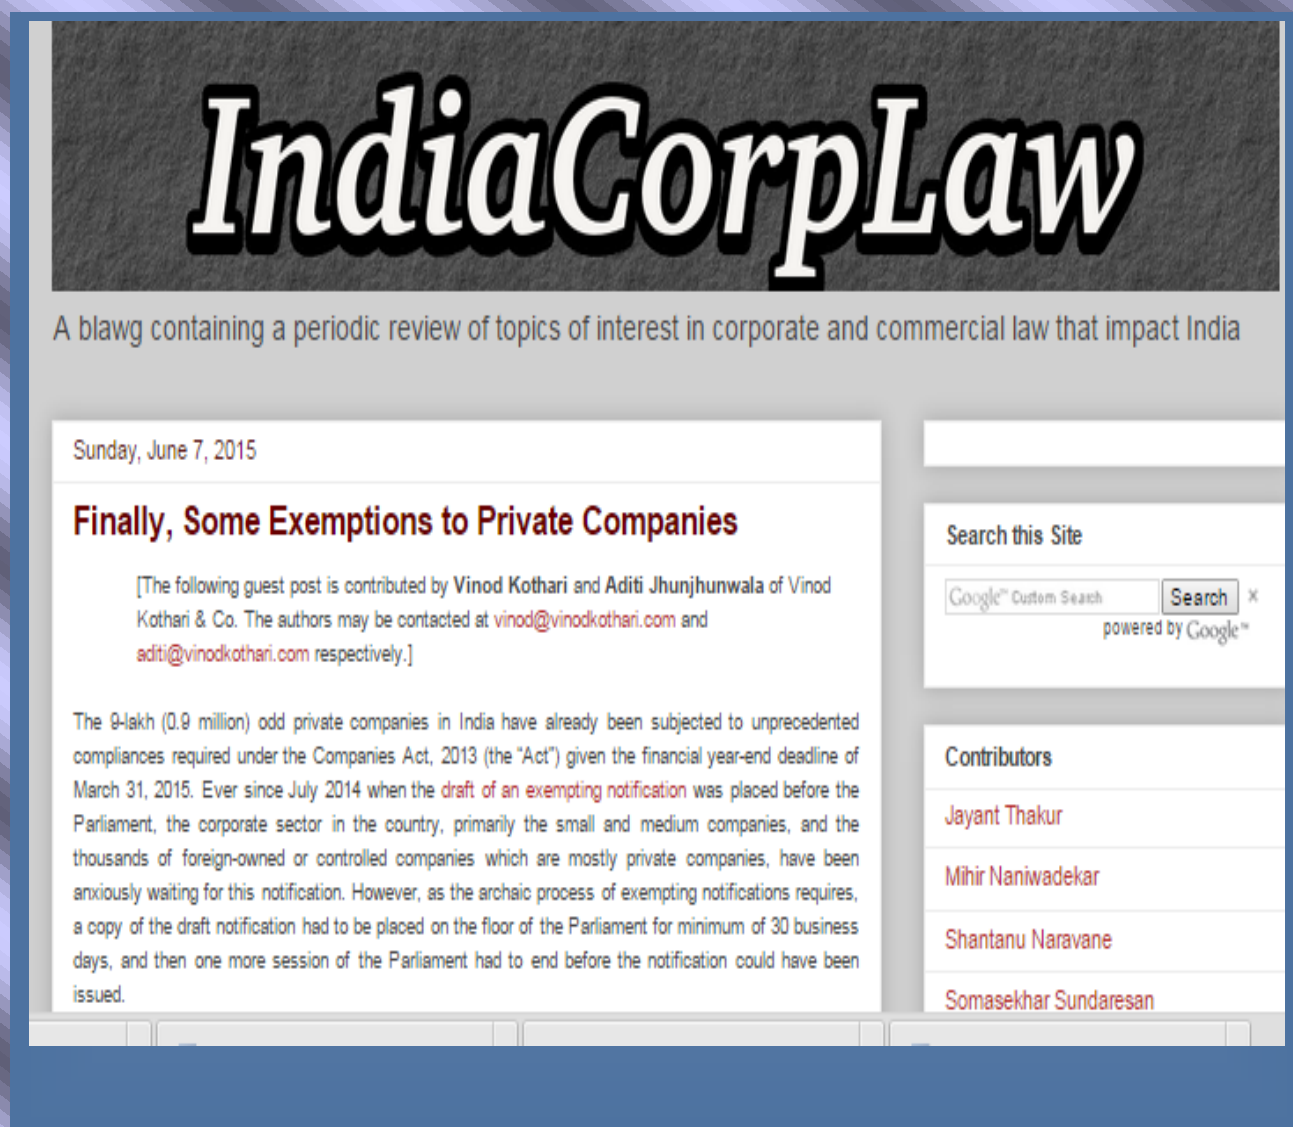 IndiaCorpLaw
A blawg containing a periodic review of topics of interest in corporate and commercial law that impact India
Sunday, June 7, 2015
Finally, Some Exemptions to Private Companies
[The following guest post is contributed by Vinod Kothari and Aditi Jhunjhunwala of Vinod
Kothari & Co. The authors may be contacted at vinod@vinodkothari.com and
aditi@vinodkothari.com respectively.]
The 9-lakh (0.9 million) odd private companies in India have already been subjected to unprecedented
compliances required under the Companies Act, 2013 (the “Act”) given the financial year-end deadline of
March 31, 2015. Ever since July 2014 when the draft of an exempting notification was placed before the
Parliament, the corporate sector in the country, primarily the small and medium companies, and the
thousands of foreign-owned or controlled companies which are mostly private companies, have been
anxiously waiting for this notification. However, as the archaic process of exempting notifications requires,
a copy of the draft notification had to be placed on the floor of the Parliament for minimum of 30 business
days, and then one more session of the Parliament had to end before the notification could have been
issued.
Search this Site
Google™ Custom Search
Search ×
powered by Google™
Contributors
Jayant Thakur
Mihir Naniwadekar
Shantanu Naravane
Somasekhar Sundaresan